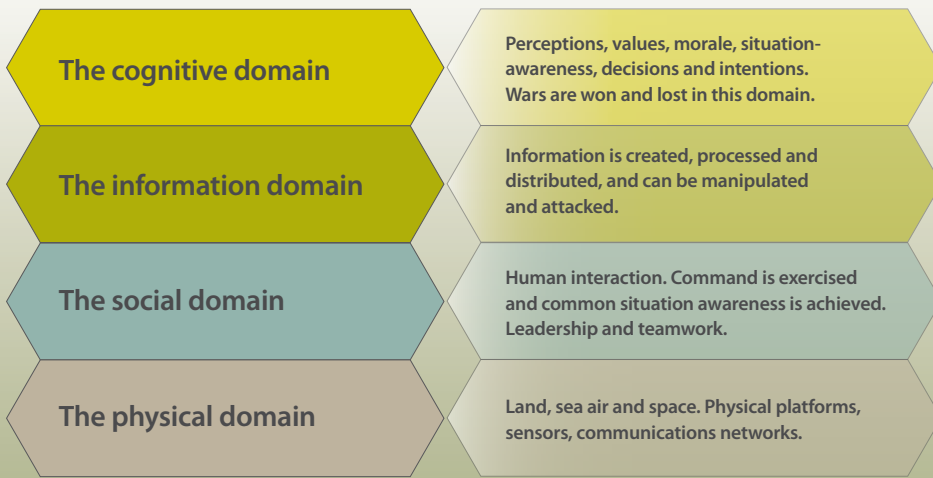 The cognitive domain
Perceptions, values, morale, situation-
awareness, decisions and intentions.
Wars are won and lost in this domain.
The information domain
Information is created, processed and
distributed, and can be manipulated
and attacked.
The social domain
Human interaction. Command is exercised
and common situation awareness is achieved.
Leadership and teamwork.
The physical domain
Land, sea air and space. Physical platforms,
sensors, communications networks.